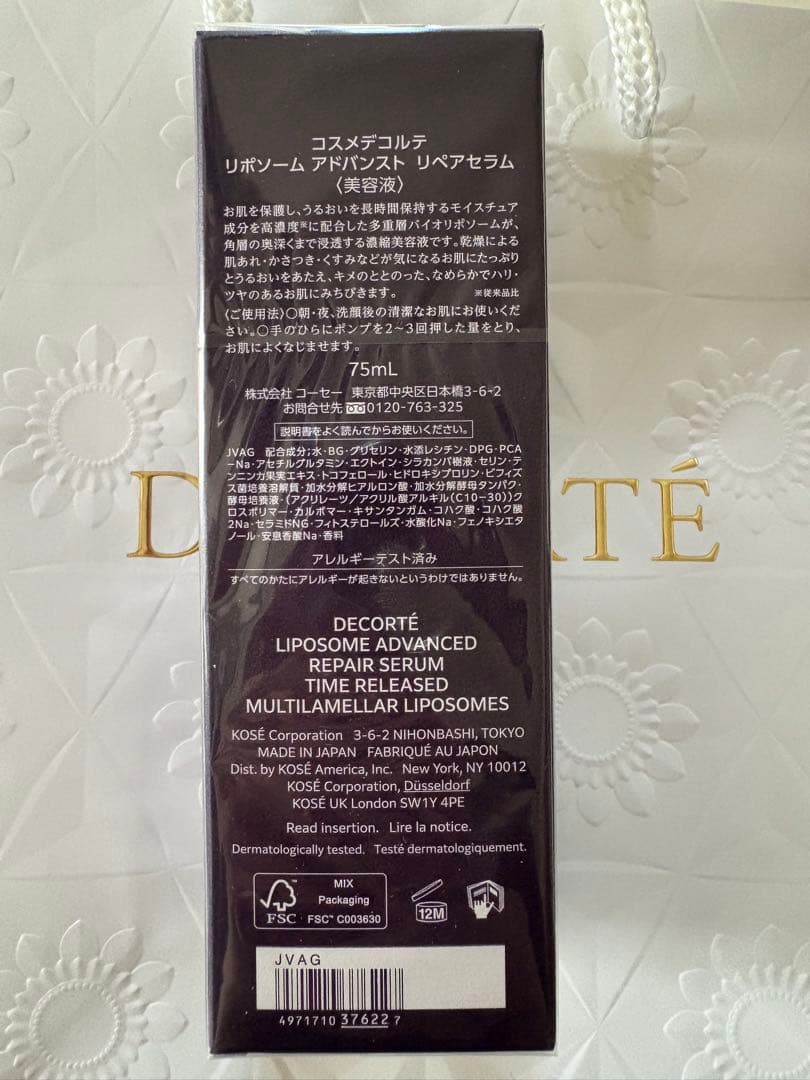 コスメデコルテ
リポソーム アドバンスト リペアセラム
〈美容液〉
お肌を保護し、うるおいを長時間保持するモイスチュア
成分を高濃度※に配合した多重層バイオリポソームが、
角層の奥深くまで浸透する濃縮美容液です。乾燥による
肌あれ・かさつき・くすみなどが気になるお肌にたっぷり
とうるおいをあたえ、キメのととのった、なめらかでハリ・
ツヤのあるお肌にみちびきます。 ※従来品比
〈ご使用法〉〇朝・夜、洗顔後の清潔なお肌にお使いくだ
さい。〇手のひらにポンプを2~3回押した量をとり、
お肌によくなじませます。
75mL
株式会社 コーセー 東京都中央区日本橋3-6-2
お問合せ先 0120-763-325
説明書をよく読んでからお使いください。
JVAG 配合成分:水・BG・グリセリン・水添レシチン・DPG・PCA
-Na・アセチルグルタミン・エクトイン・シラカンバ樹液・セリン・テ
ンニンカ果実エキス・トコフェロール・ヒドロキシプロリン・ビフィズ
ス菌培養溶解質・加水分解ヒアルロン酸・加水分解酵母タンパク・
酵母培養液・(アクリレーツ/アクリル酸アルキル(C10-30))ク
ロスポリマー・カルボマー・キサンタンガム・コハク酸・コハク酸
2Na・セラミドNG・フィトステロールズ・水酸化Na・フェノキシエタ
ノール・安息香酸Na・香料
アレルギーテスト済み
すべてのかたにアレルギーが起きないというわけではありません。
D TÉ
DECORTÉ
LIPOSOME ADVANCED
REPAIR SERUM
TIME RELEASED
MULTILAMELLAR LIPOSOMES
KOSÉ Corporation 3-6-2 NIHONBASHI, TOKYO
MADE IN JAPAN FABRIQUÉ AU JAPON
Dist. by KOSÉ America, Inc. New York, NY 10012
KOSÉ Corporation, Düsseldorf
KOSÉ UK London SW1Y 4PE
Read insertion. Lire la notice.
Dermatologically tested. Testé dermatologiquement.
FSC
MIX
Packaging
FSC™ C003630
12M
JVAG
4971710 37622 7